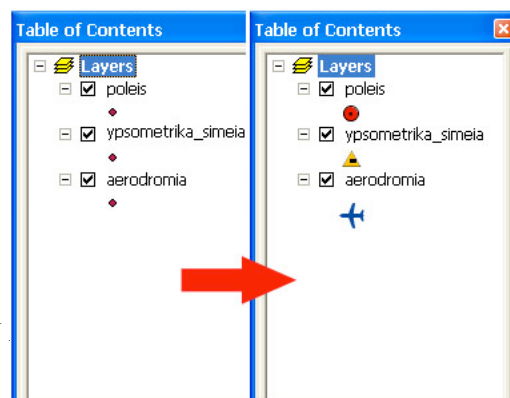 Table of Contents
Layers
poleis
ypsometrika_simeia
aerodromia
Table of Contents
Layers
poleis
ypsometrika_simeia
aerodromia